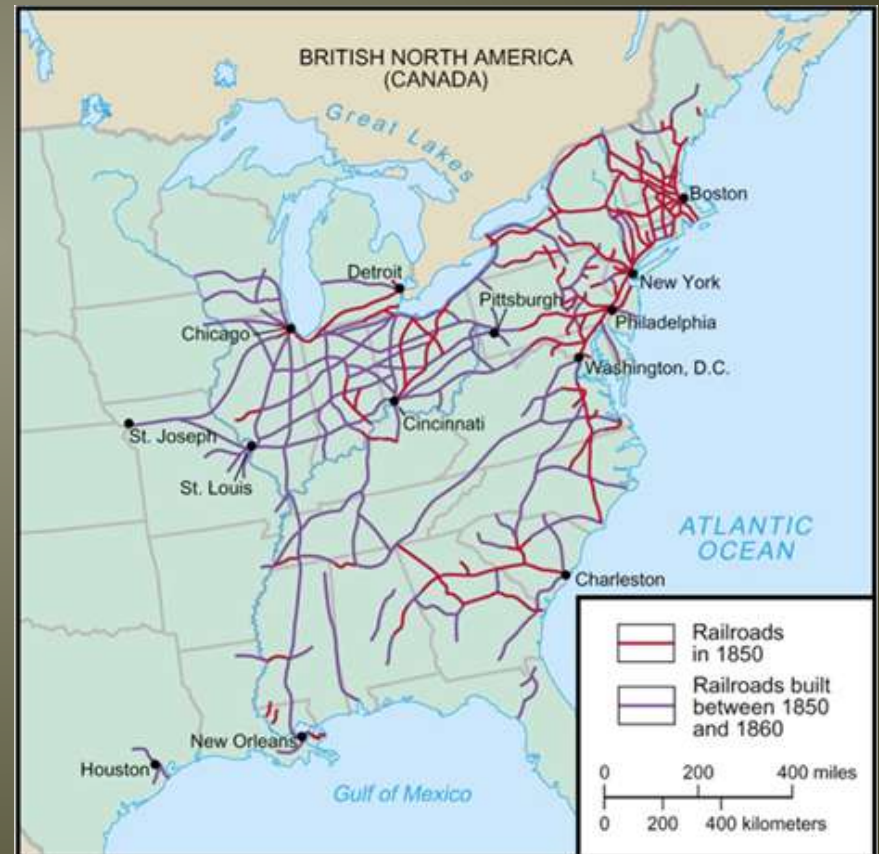 BRITISH NORTH AMERICA
(CANADA)
Great Lakes
Boston
Detroit
New York
Pittsburgh
Philadelphia
Chicago
Washington, D.C.
Cincinnati
St. Joseph
St. Louis
ATLANTIC
OCEAN
Charleston
New Orleans
Houston
Gulf of Mexico
Railroads
in 1850
Railroads built
between 1850
and 1860
0 200 400 miles
0 200 400 kilometers